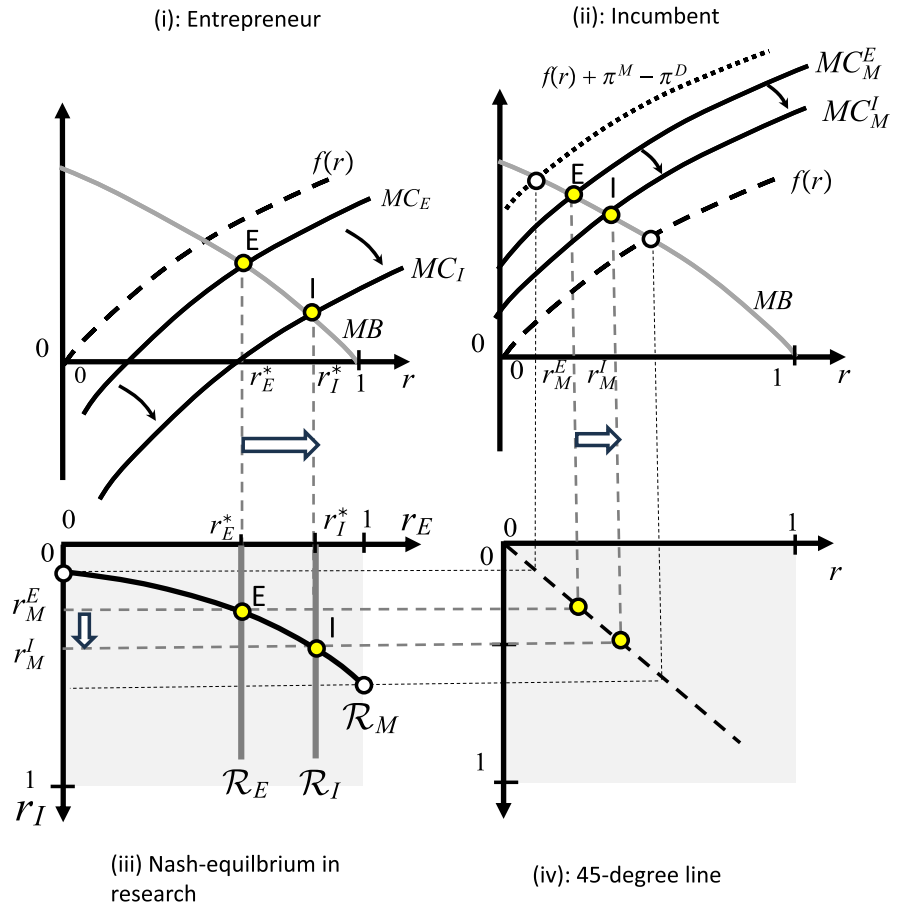 (i): Entrepreneur
(ii): Incumbent
f(r)
MC_E
MC_I
E
I
MB
0
0
r_E^*
r_I^*
1
r
f(r) + π^M − π^D
MC_M^E
MC_M^I
f(r)
E
I
MB
0
0
r_M^E
r_M^I
1
r
0
r_E^*
r_I^*
1
r_E
0
r_M^E
r_M^I
E
I
ℛ_M
1
ℛ_E
ℛ_I
r_I
0
0
1
r
1
(iii) Nash-equilbrium in
research
(iv): 45-degree line